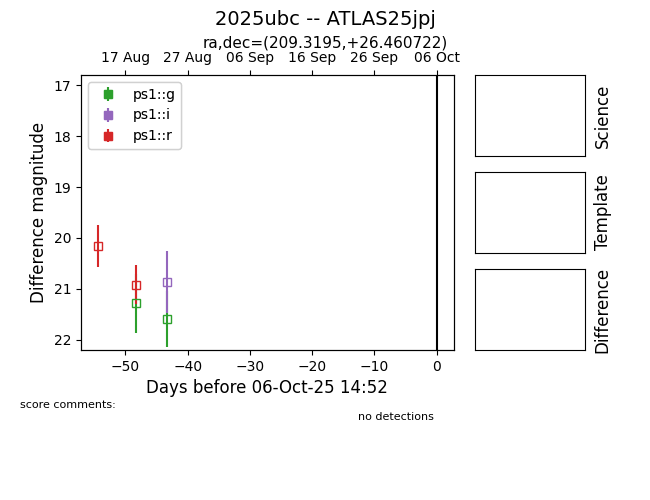 2025ubc -- ATLAS25jpj
ra,dec=(209.3195,+26.460722)
17 Aug 27 Aug 06 Sep 16 Sep 26 Sep 06 Oct
ps1::g
ps1::i
ps1::r
17
18
19
20
21
22
Difference magnitude
−50 −40 −30 −20 −10 0
Days before 06-Oct-25 14:52
Science
Template
Difference
score comments:
no detections